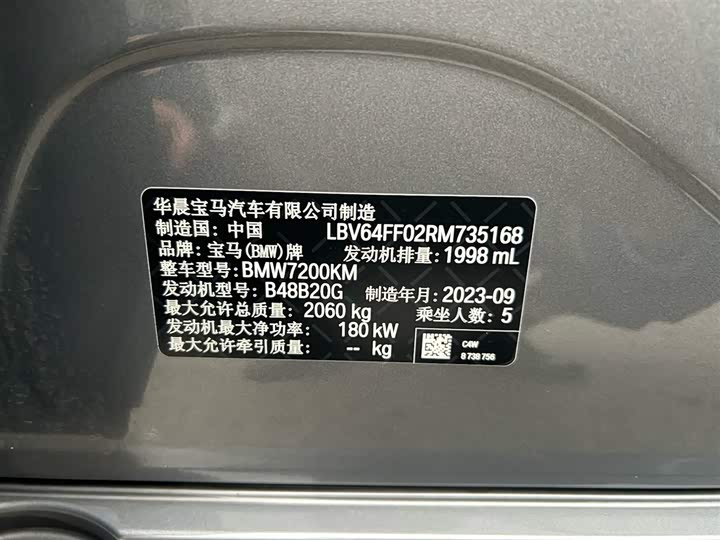 华晨宝马汽车有限公司制造
制造国: 中国 LBV64FF02RM735168
品牌: 宝马(BMW)牌 发动机排量: 1998 mL
整车型号: BMW7200KM
发动机型号: B48B20G 制造年月: 2023-09
最大允许总质量: 2060 kg 乘坐人数: 5
发动机最大净功率: 180 kW
最大允许牵引质量: -- kg
C4W
8 738 756